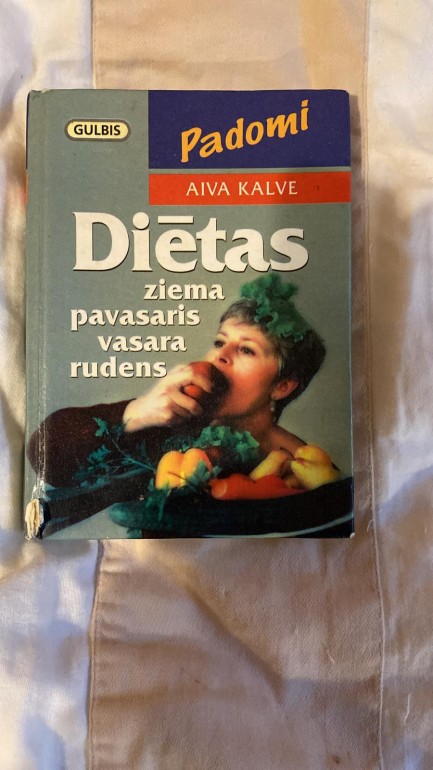 GULBIS
Padomi
AIVA KALVE
Diētas
ziema
pavasaris
vasara
rudens